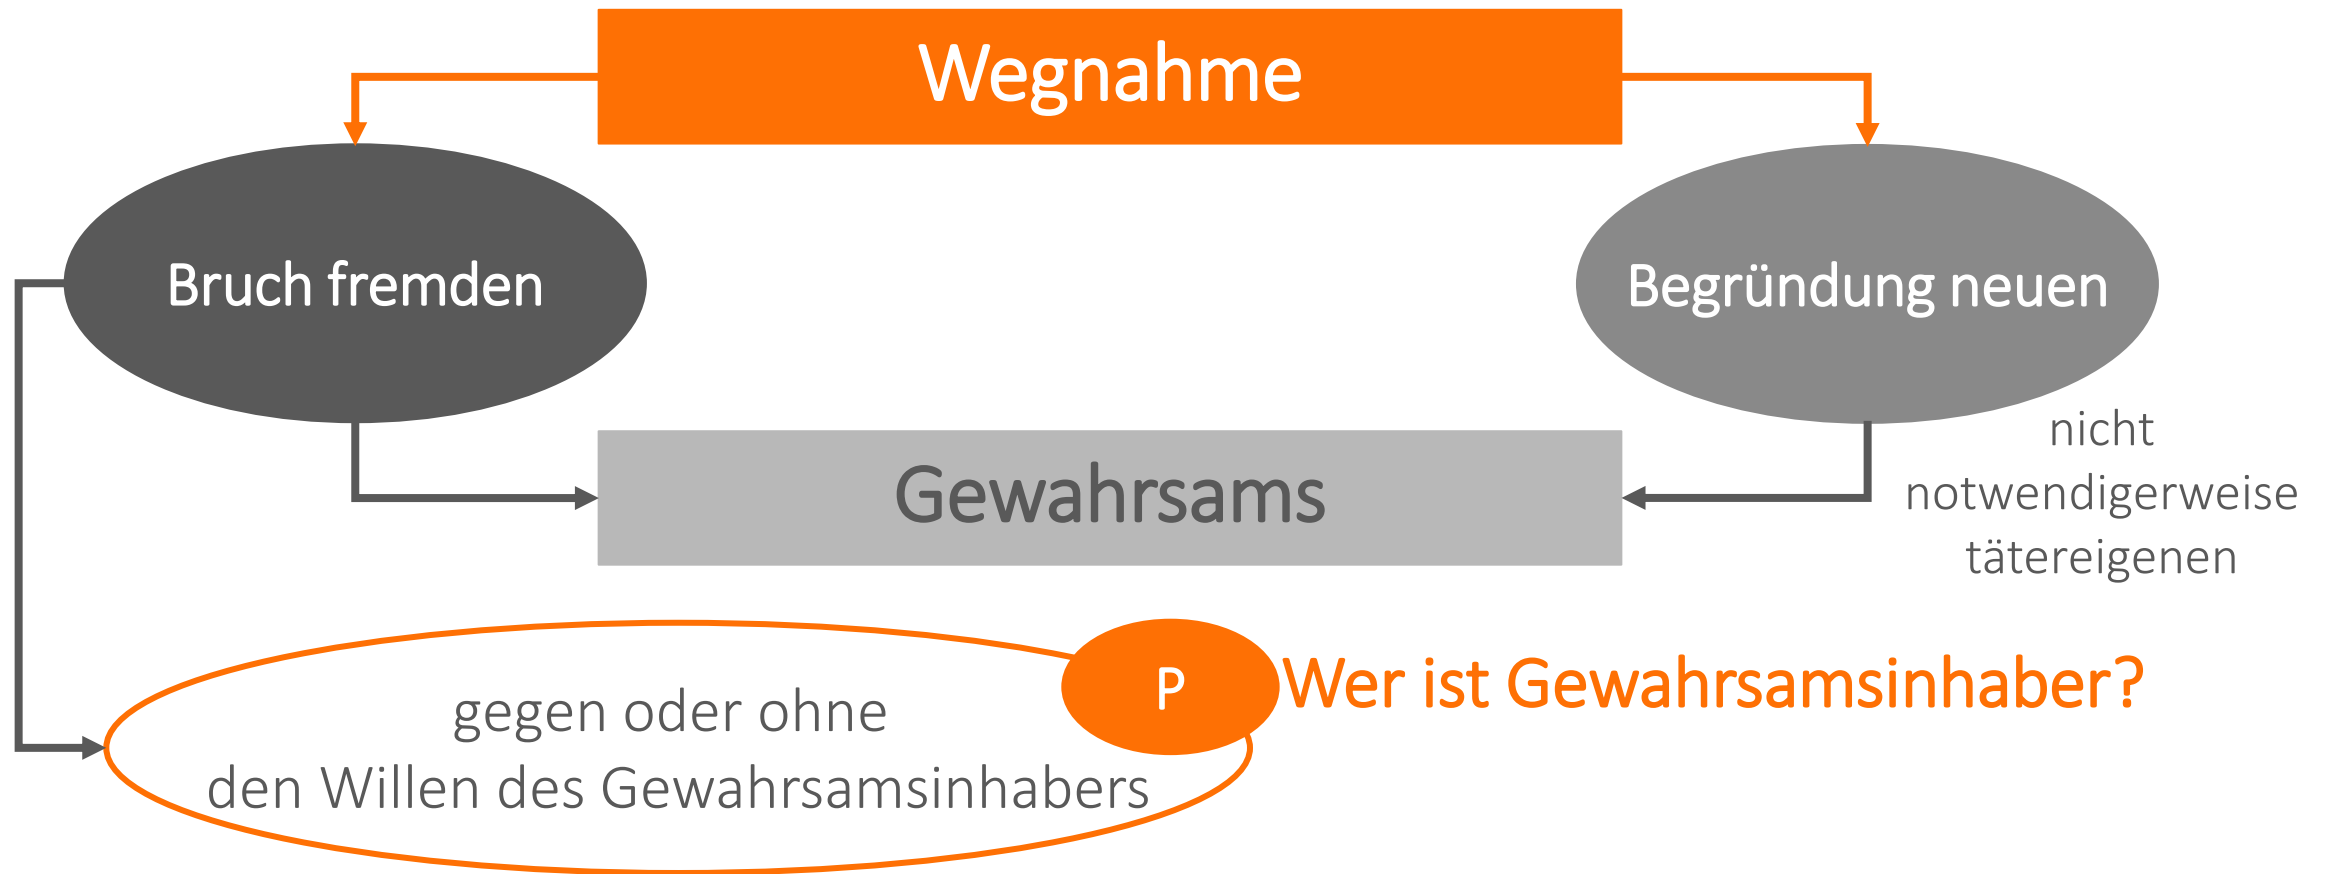 Wegnahme
Bruch fremden
Begründung neuen
Gewahrsams
nicht
notwendigerweise
tätereigenen
gegen oder ohne
den Willen des Gewahrsamsinhabers
P
Wer ist Gewahrsamsinhaber?